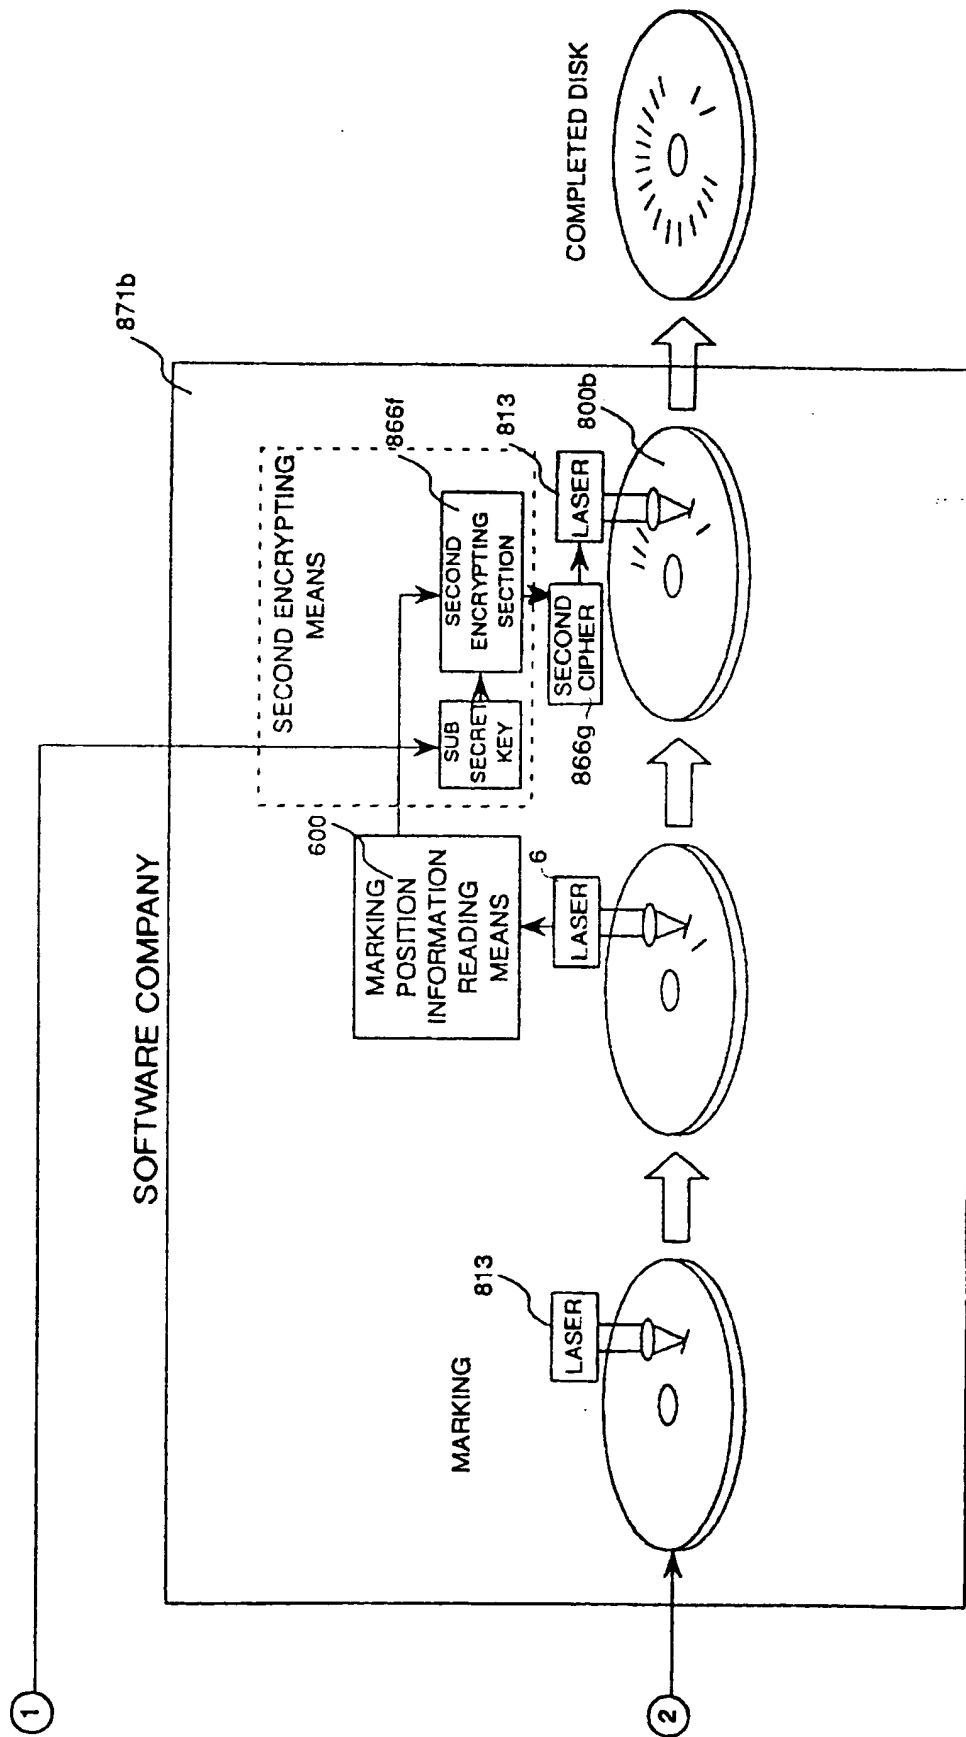 1
SOFTWARE COMPANY
871b
SECOND ENCRYPTING
MEANS
866f
SUB
SECRET
KEY
SECOND
ENCRYPTING
SECTION
600
MARKING
POSITION
INFORMATION
READING
MEANS
SECOND
CIPHER
866g
813
LASER
800b
6
LASER
MARKING
813
LASER
2
COMPLETED DISK